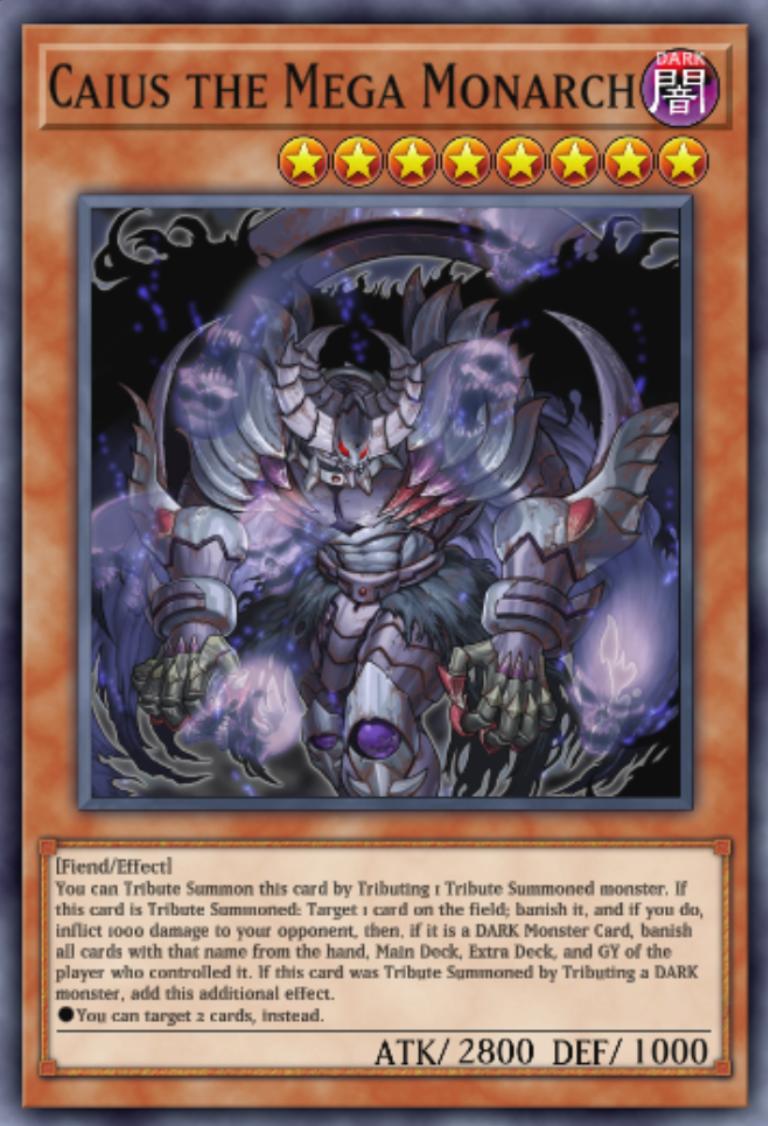 Caius the Mega Monarch
DARK
闇
[Fiend/Effect]
You can Tribute Summon this card by Tributing 1 Tribute Summoned monster. If
this card is Tribute Summoned: Target 1 card on the field; banish it, and if you do,
inflict 1000 damage to your opponent, then, if it is a DARK Monster Card, banish
all cards with that name from the hand, Main Deck, Extra Deck, and GY of the
player who controlled it. If this card was Tribute Summoned by Tributing a DARK
monster, add this additional effect.
●You can target 2 cards, instead.
ATK/ 2800 DEF/ 1000